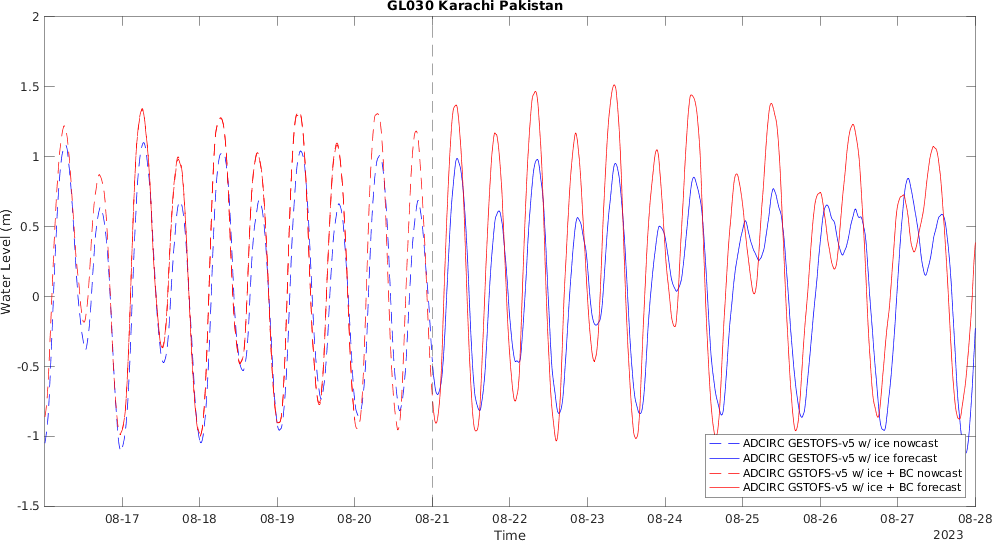 GL030 Karachi Pakistan
2
1.5
1
0.5
0
-0.5
-1
-1.5
Water Level (m)
ADCIRC GESTOFS-v5 w/ ice nowcast
ADCIRC GESTOFS-v5 w/ ice forecast
ADCIRC GSTOFS-v5 w/ ice + BC nowcast
ADCIRC GSTOFS-v5 w/ ice + BC forecast
08-17 08-18 08-19 08-20 08-21 08-22 08-23 08-24 08-25 08-26 08-27 08-28
Time
2023